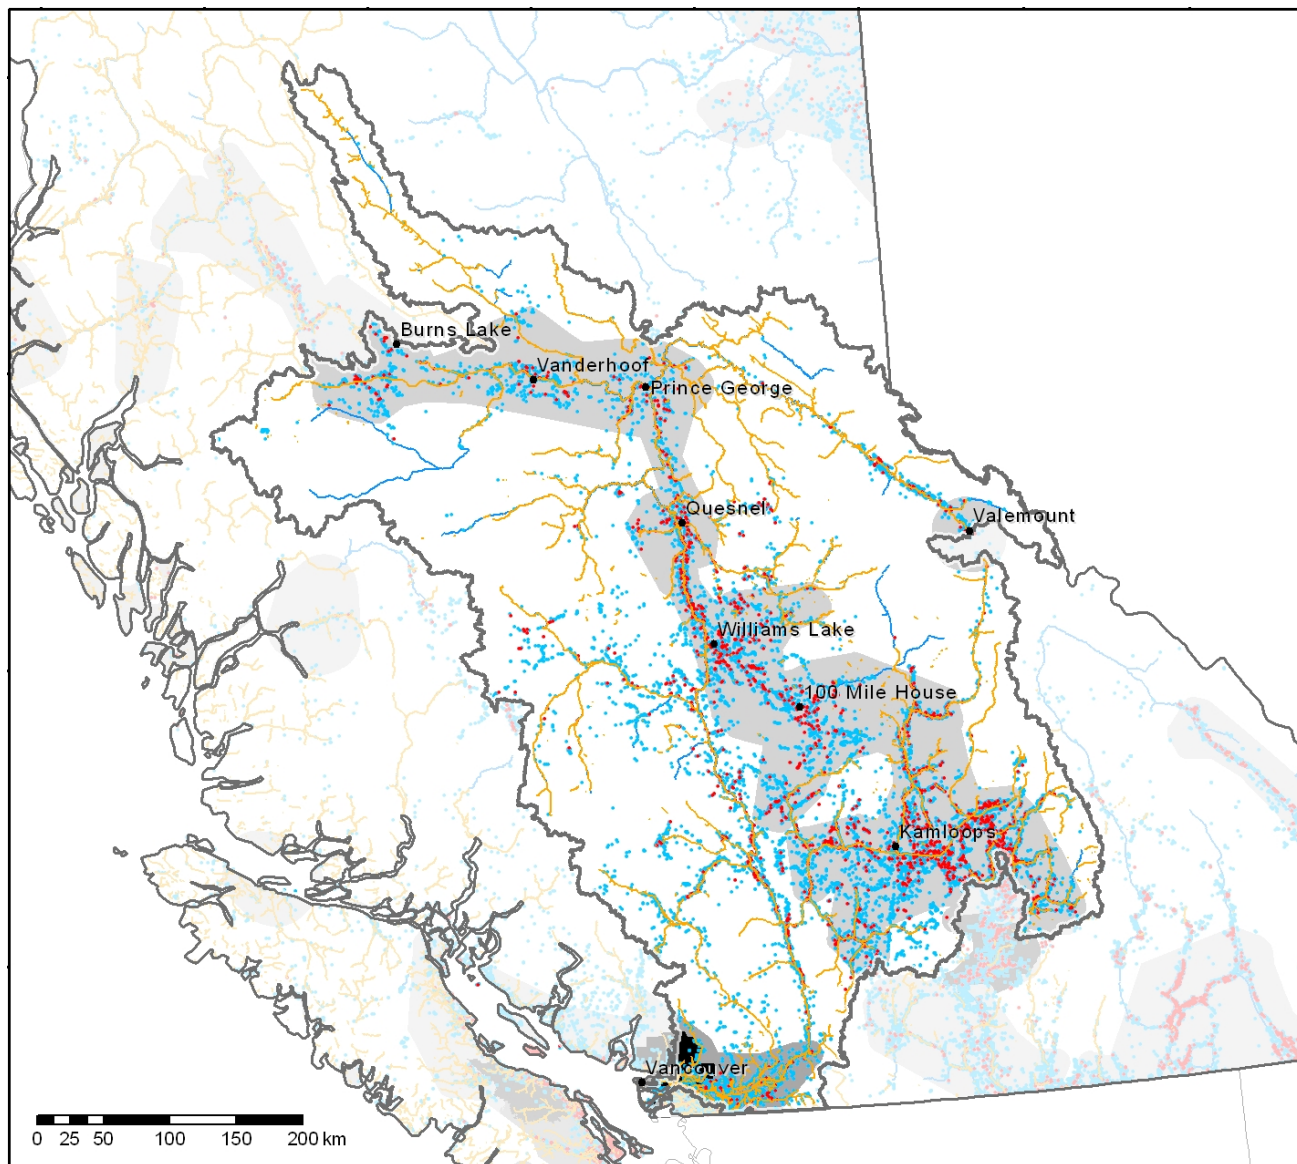 Burns Lake
Vanderhoof
Prince George
Quesnel
Valemount
Williams Lake
100 Mile House
Kamloops
Vancouver
0 25 50 100 150 200 km